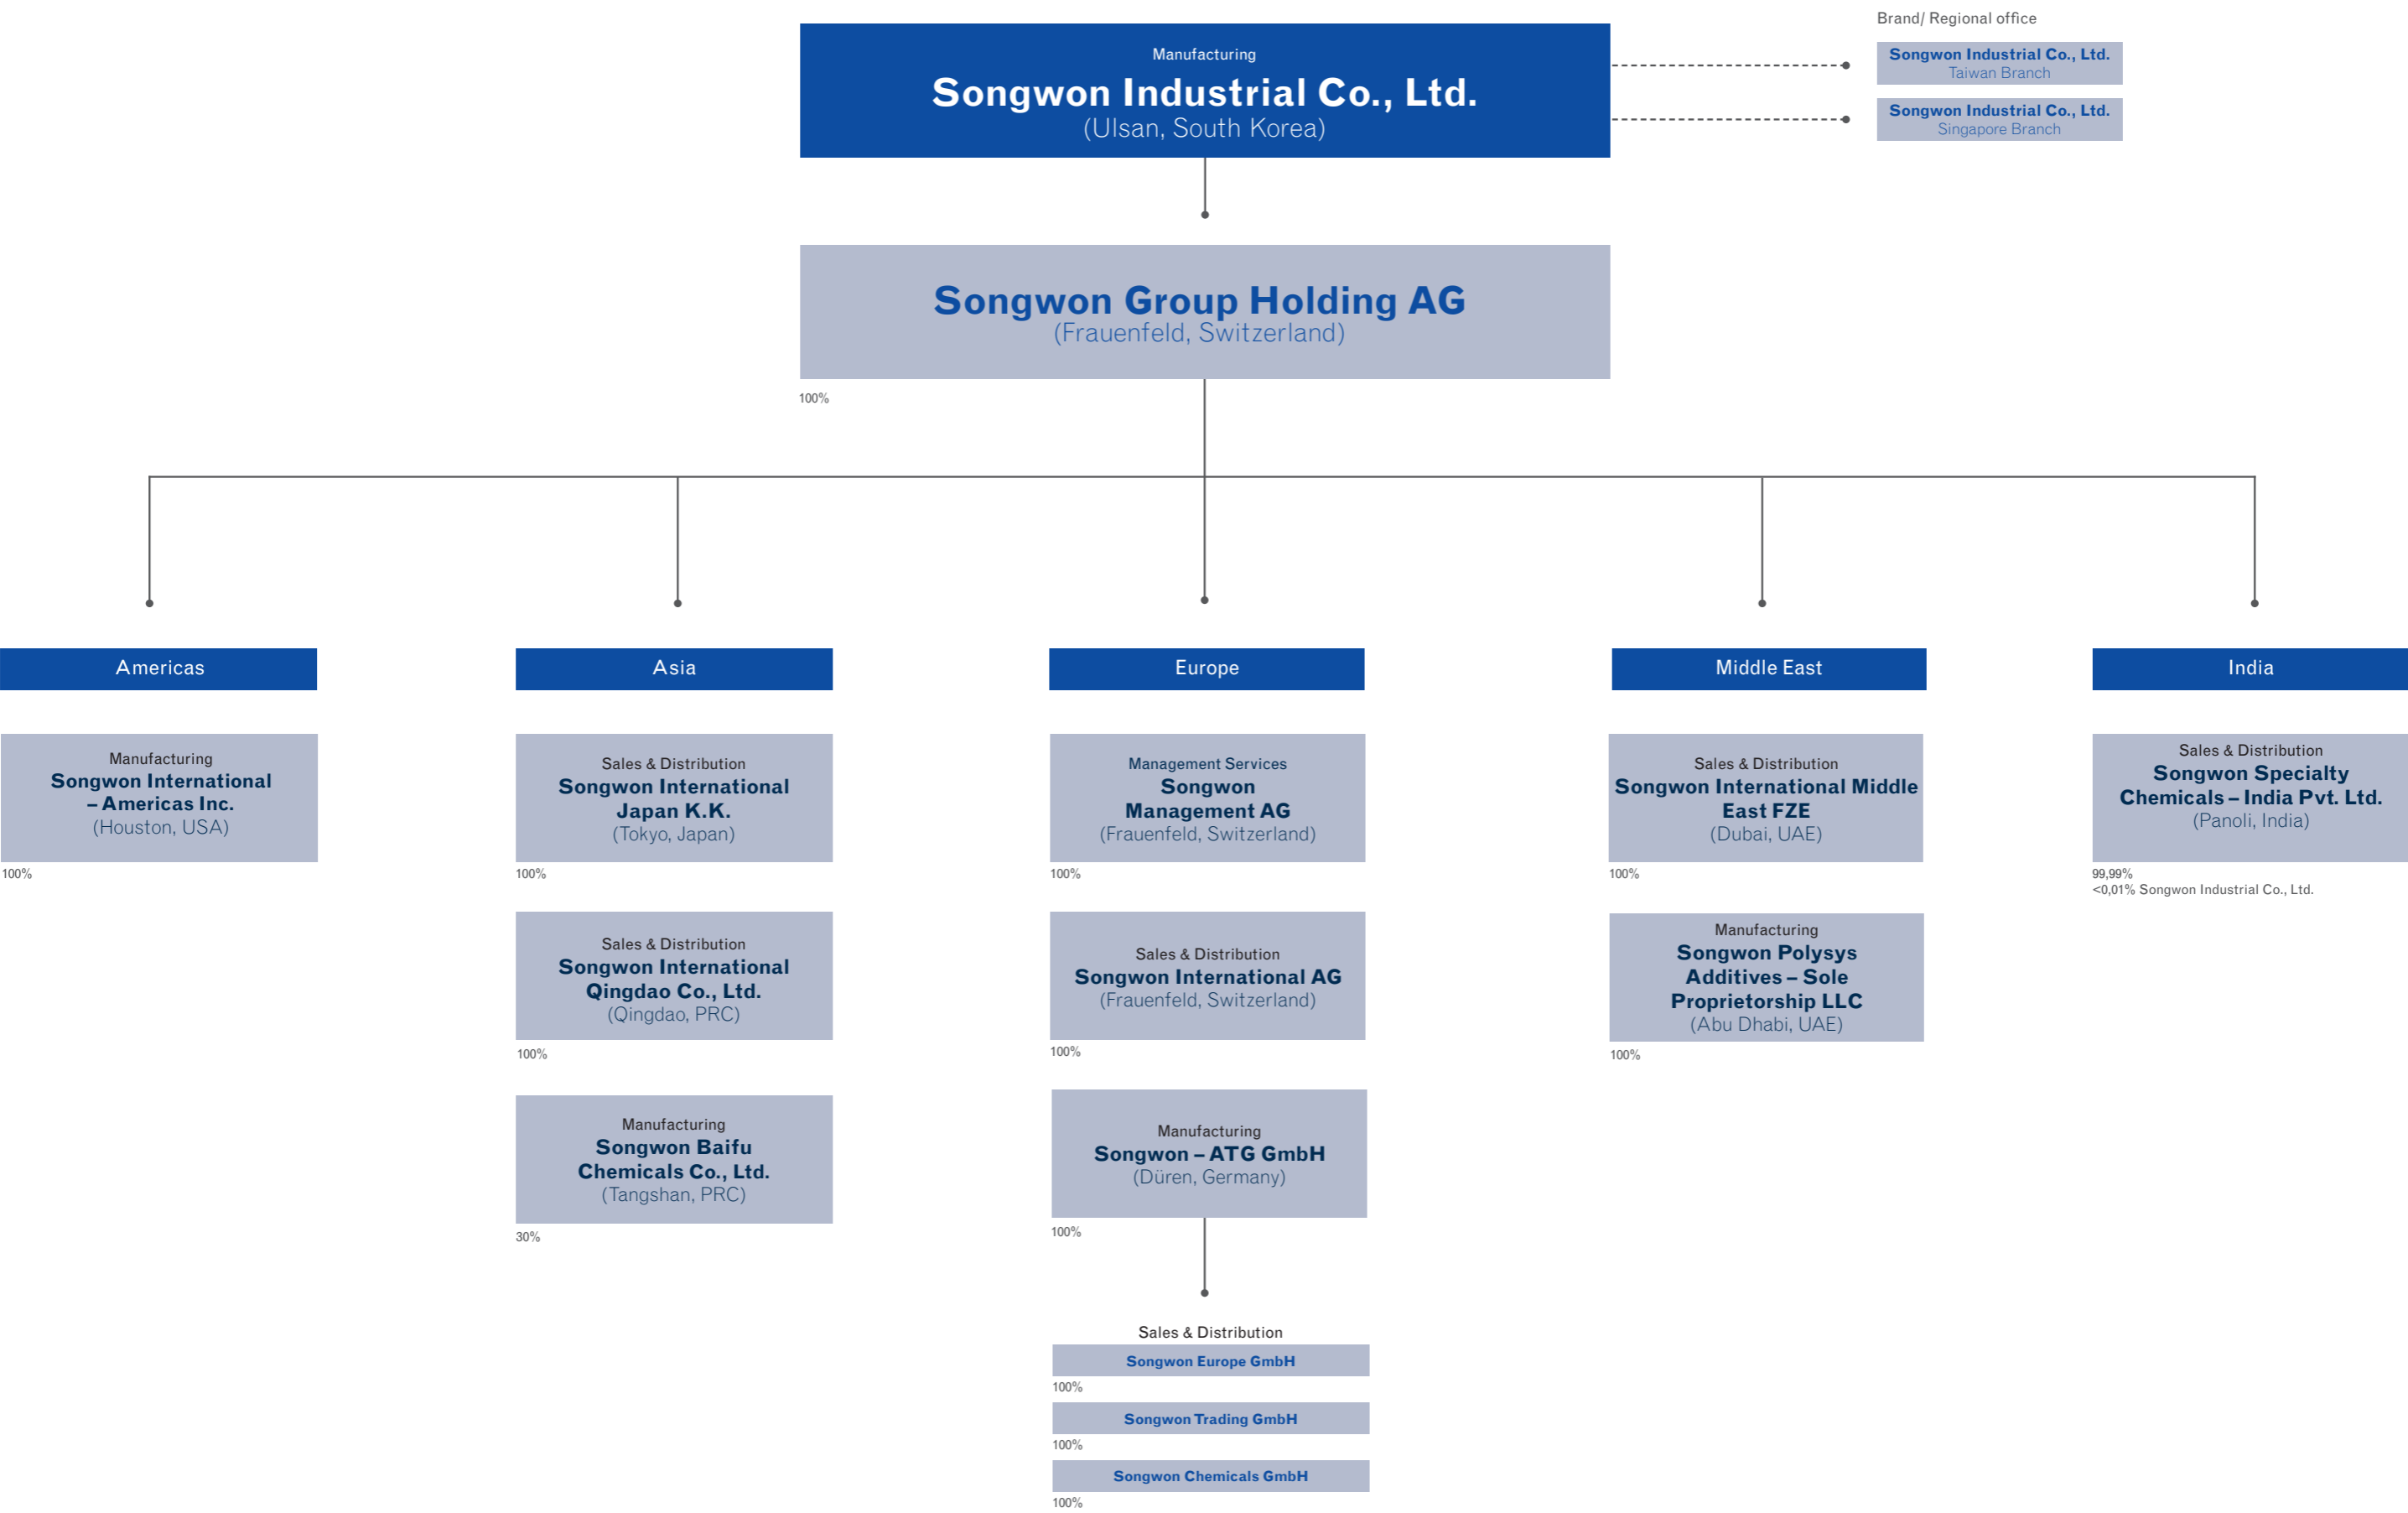 Brand/ Regional office
Manufacturing
Songwon Industrial Co., Ltd.
(Ulsan, South Korea)
Songwon Industrial Co., Ltd.
Taiwan Branch
Songwon Industrial Co., Ltd.
Singapore Branch
Songwon Group Holding AG
(Frauenfeld, Switzerland)
100%
Americas
Manufacturing
Songwon International
– Americas Inc.
(Houston, USA)
100%
Asia
Sales & Distribution
Songwon International
Japan K.K.
(Tokyo, Japan)
100%
Sales & Distribution
Songwon International
Qingdao Co., Ltd.
(Qingdao, PRC)
100%
Manufacturing
Songwon Baifu
Chemicals Co., Ltd.
(Tangshan, PRC)
30%
Europe
Management Services
Songwon
Management AG
(Frauenfeld, Switzerland)
100%
Sales & Distribution
Songwon International AG
(Frauenfeld, Switzerland)
100%
Manufacturing
Songwon – ATG GmbH
(Düren, Germany)
100%
Sales & Distribution
Songwon Europe GmbH
100%
Songwon Trading GmbH
100%
Songwon Chemicals GmbH
100%
Middle East
Sales & Distribution
Songwon International Middle
East FZE
(Dubai, UAE)
100%
Manufacturing
Songwon Polysys
Additives – Sole
Proprietorship LLC
(Abu Dhabi, UAE)
100%
India
Sales & Distribution
Songwon Specialty
Chemicals – India Pvt. Ltd.
(Panoli, India)
99,99%
<0,01% Songwon Industrial Co., Ltd.